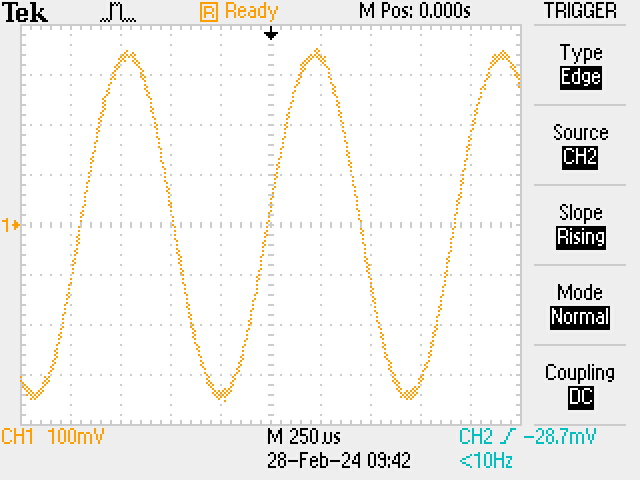 Tek R Ready M Pos: 0.000s TRIGGER
Type
Edge
Source
CH2
Slope
Rising
Mode
Normal
Coupling
DC
1
CH1 100mV M 250µs CH2 -28.7mV
28-Feb-24 09:42 <10Hz